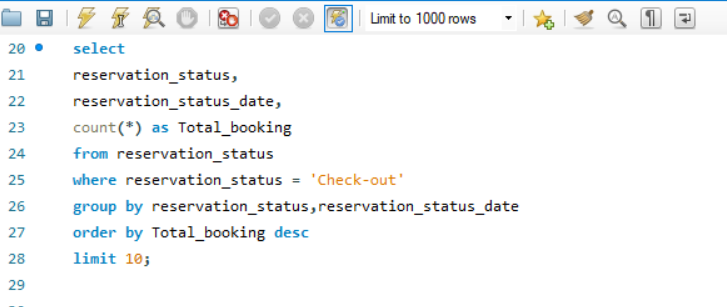 Limit to 1000 rows
20 select
21 reservation_status,
22 reservation_status_date,
23 count(*) as Total_booking
24 from reservation_status
25 where reservation_status = 'Check-out'
26 group by reservation_status,reservation_status_date
27 order by Total_booking desc
28 limit 10;
29